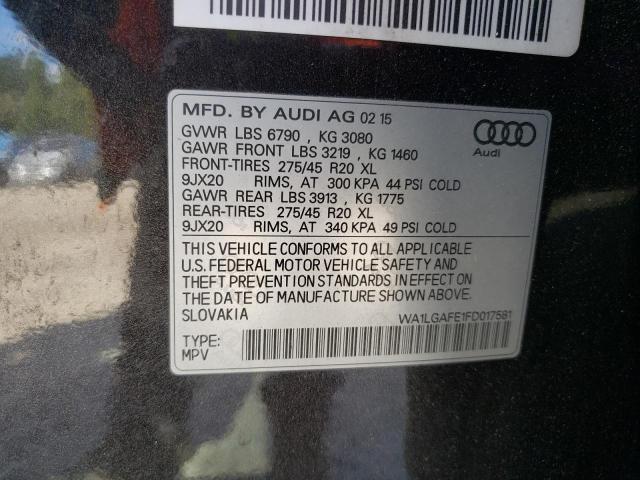 MFD. BY AUDI AG 02 15
GVWR LBS 6790 , KG 3080
GAWR FRONT LBS 3219 , KG 1460
FRONT-TIRES 275/45 R20 XL
9JX20 RIMS, AT 300 KPA 44 PSI COLD
GAWR REAR LBS 3913 , KG 1775
REAR-TIRES 275/45 R20 XL
9JX20 RIMS, AT 340 KPA 49 PSI COLD
Audi
THIS VEHICLE CONFORMS TO ALL APPLICABLE
U.S. FEDERAL MOTOR VEHICLE SAFETY AND
THEFT PREVENTION STANDARDS IN EFFECT ON
THE DATE OF MANUFACTURE SHOWN ABOVE.
SLOVAKIA
WA1LGAFE1FD017581
TYPE:
MPV